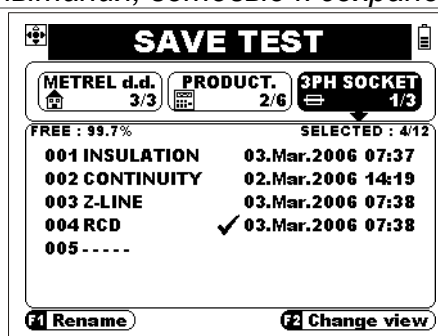 SAVE TEST
METREL d.d. PRODUCT. 3PH SOCKET
3/3 2/6 1/3
FREE : 99.7% SELECTED : 4/12
001 INSULATION 03.Mar.2006 07:37
002 CONTINUITY 02.Mar.2006 14:19
003 Z-LINE 03.Mar.2006 07:38
004 RCD ✓ 03.Mar.2006 07:38
005 - - - - -
F1 Rename F2 Change view